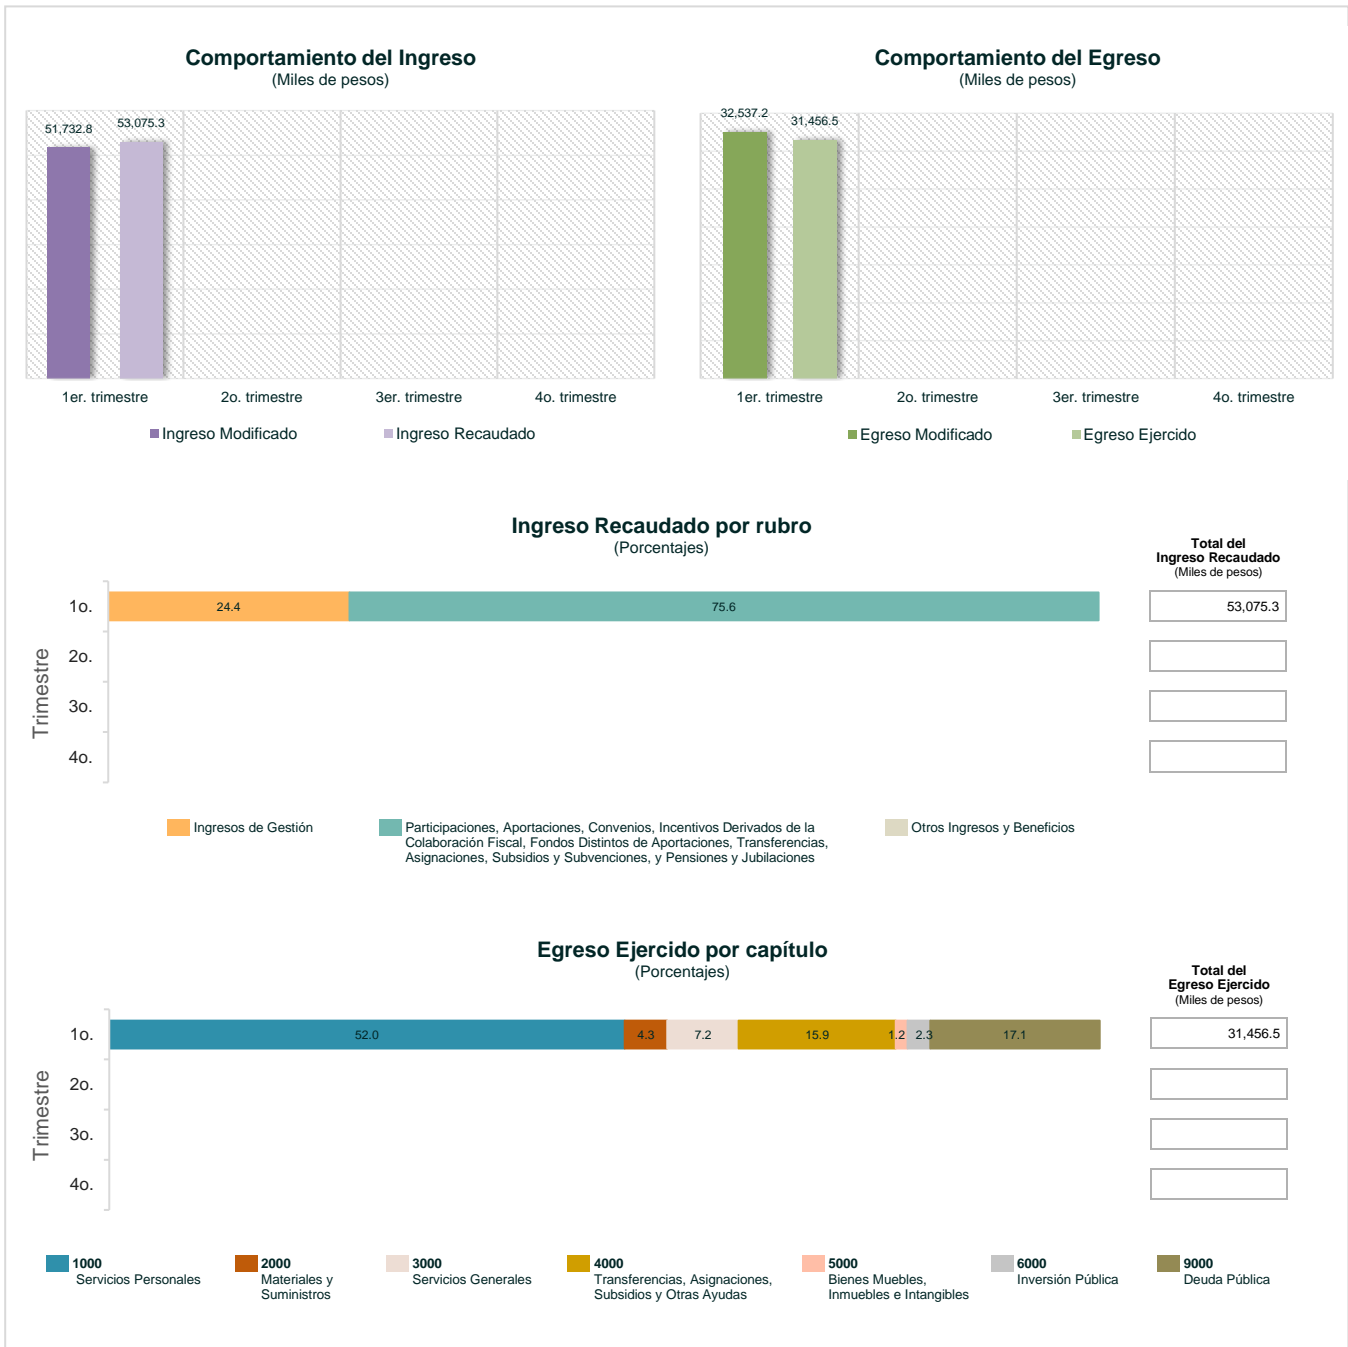 Comportamiento del Ingreso
(Miles de pesos)
51,732.8
53,075.3
1er. trimestre
2o. trimestre
3er. trimestre
4o. trimestre
Ingreso Modificado
Ingreso Recaudado
Comportamiento del Egreso
(Miles de pesos)
32,537.2
31,456.5
1er. trimestre
2o. trimestre
3er. trimestre
4o. trimestre
Egreso Modificado
Egreso Ejercido
Ingreso Recaudado por rubro
(Porcentajes)
Total del
Ingreso Recaudado
(Miles de pesos)
Trimestre
1o.
24.4
75.6
53,075.3
2o.
3o.
4o.
Ingresos de Gestión
Participaciones, Aportaciones, Convenios, Incentivos Derivados de la
Colaboración Fiscal, Fondos Distintos de Aportaciones, Transferencias,
Asignaciones, Subsidios y Subvenciones, y Pensiones y Jubilaciones
Otros Ingresos y Beneficios
Egreso Ejercido por capítulo
(Porcentajes)
Total del
Egreso Ejercido
(Miles de pesos)
Trimestre
1o.
52.0
4.3
7.2
15.9
1.2
2.3
17.1
31,456.5
2o.
3o.
4o.
1000
Servicios Personales
2000
Materiales y
Suministros
3000
Servicios Generales
4000
Transferencias, Asignaciones,
Subsidios y Otras Ayudas
5000
Bienes Muebles,
Inmuebles e Intangibles
6000
Inversión Pública
9000
Deuda Pública